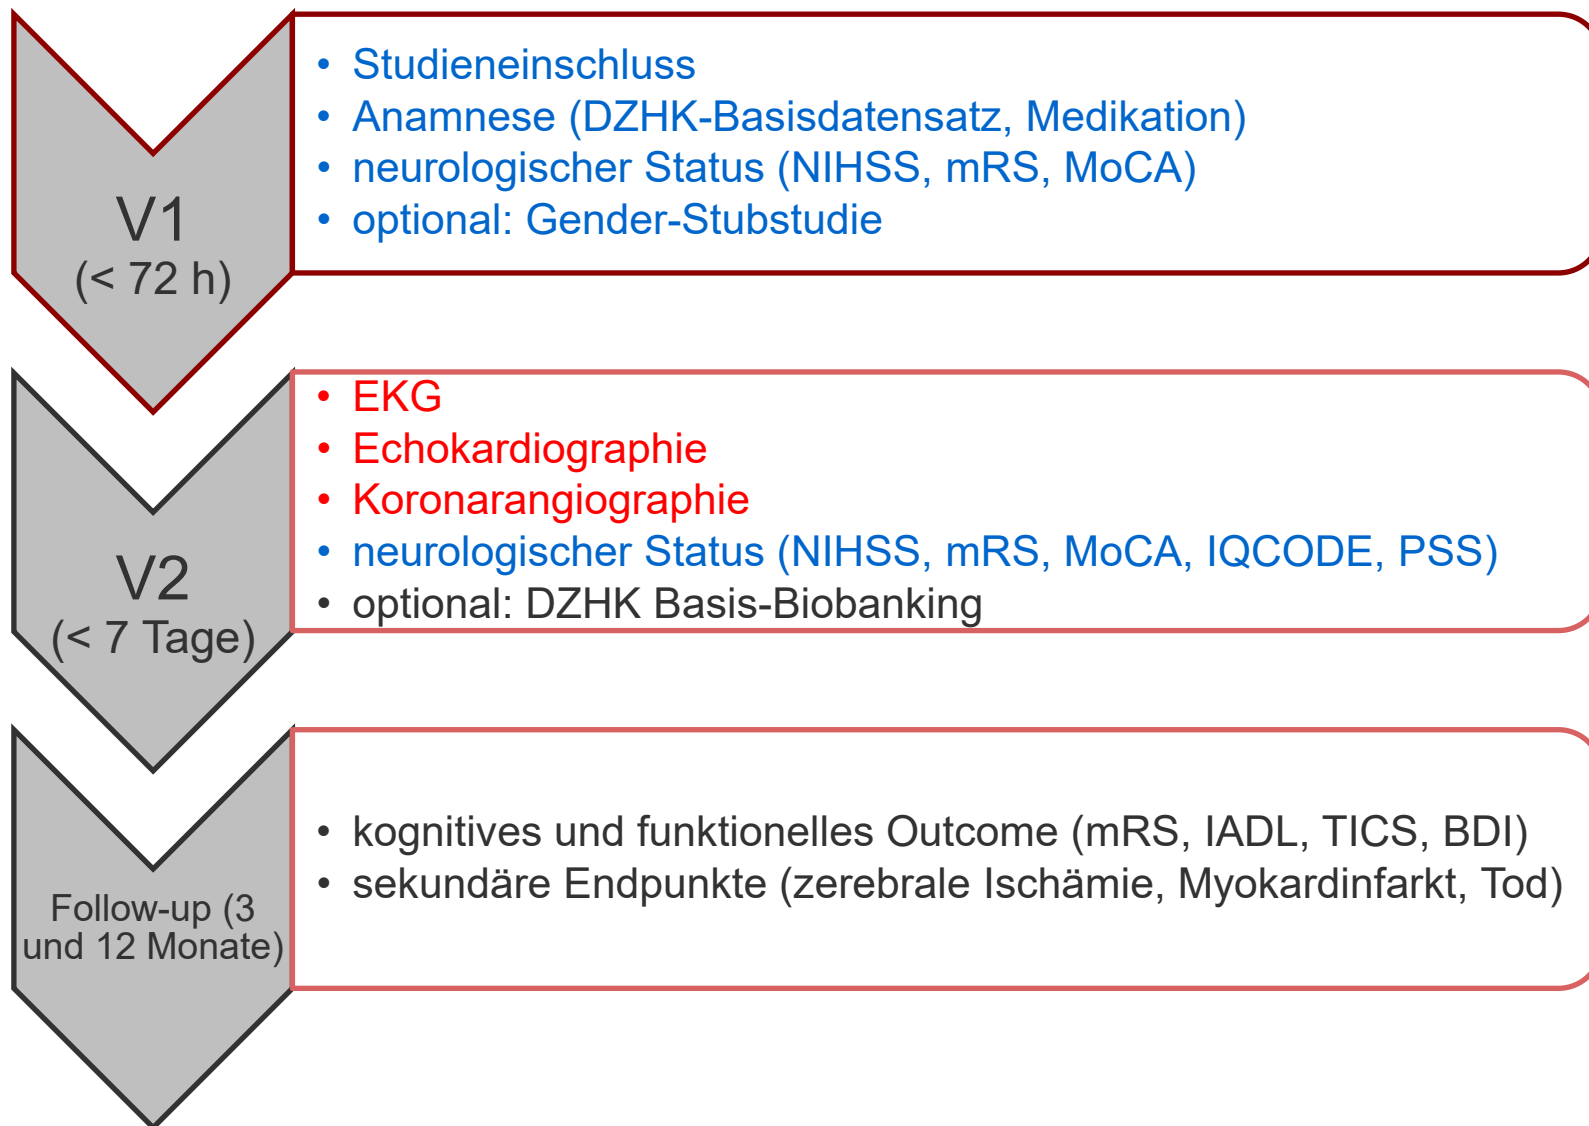 V1
(< 72 h)
• Studieneinschluss
• Anamnese (DZHK-Basisdatensatz, Medikation)
• neurologischer Status (NIHSS, mRS, MoCA)
• optional: Gender-Stubstudie
V2
(< 7 Tage)
• EKG
• Echokardiographie
• Koronarangiographie
• neurologischer Status (NIHSS, mRS, MoCA, IQCODE, PSS)
• optional: DZHK Basis-Biobanking
Follow-up (3
und 12 Monate)
• kognitives und funktionelles Outcome (mRS, IADL, TICS, BDI)
• sekundäre Endpunkte (zerebrale Ischämie, Myokardinfarkt, Tod)